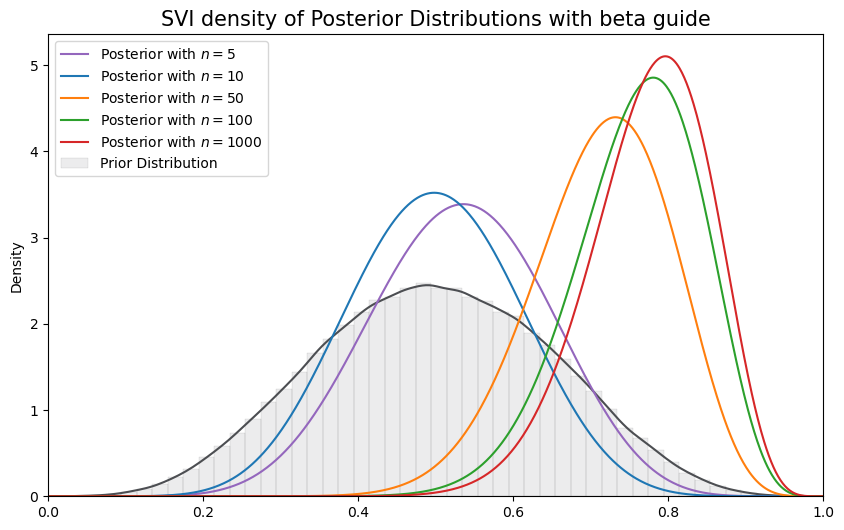 SVI density of Posterior Distributions with beta guide
Posterior with n = 5
Posterior with n = 10
Posterior with n = 50
Posterior with n = 100
Posterior with n = 1000
Prior Distribution
Density
5
4
3
2
1
0
0.0 0.2 0.4 0.6 0.8 1.0